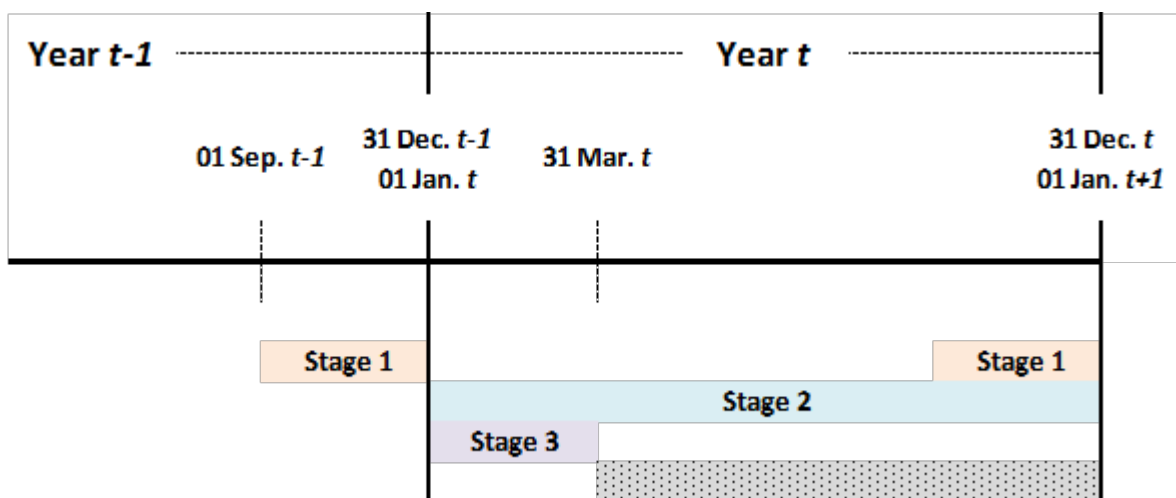 Year t-1
Year t
01 Sep. t-1
31 Dec. t-1
01 Jan. t
31 Mar. t
31 Dec. t
01 Jan. t+1
Stage 1
Stage 1
Stage 2
Stage 3